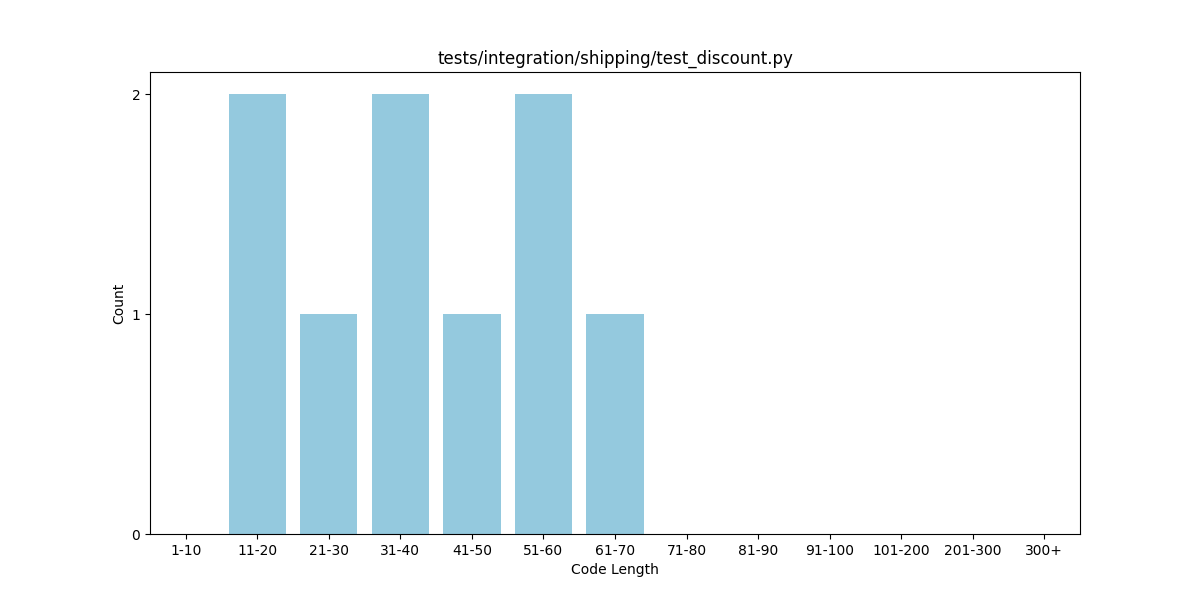 tests/integration/shipping/test_discount.py
Count
2
1
0
1-10 11-20 21-30 31-40 41-50 51-60 61-70 71-80 81-90 91-100 101-200 201-300 300+
Code Length